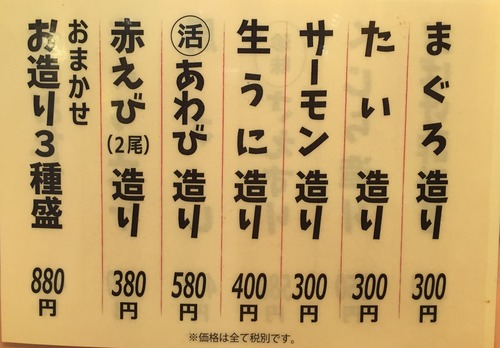 まぐろ造り 300円
たい造り 300円
サーモン造り 300円
生うに造り 400円
活あわび造り 580円
赤えび(2尾)造り 380円
おまかせ
お造り3種盛 880円
※価格は全て税別です。